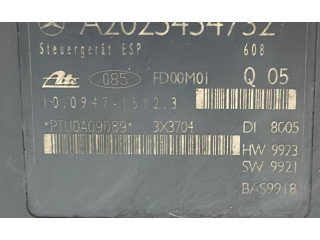 A2025454732
Steuergerät ESP 608
Ate 085 FD00M01 Q 05
10.0947-1512.3
*PTU0A09D89* 3X3704 DI 8005
HW 9923
SW 9921
BAS9918